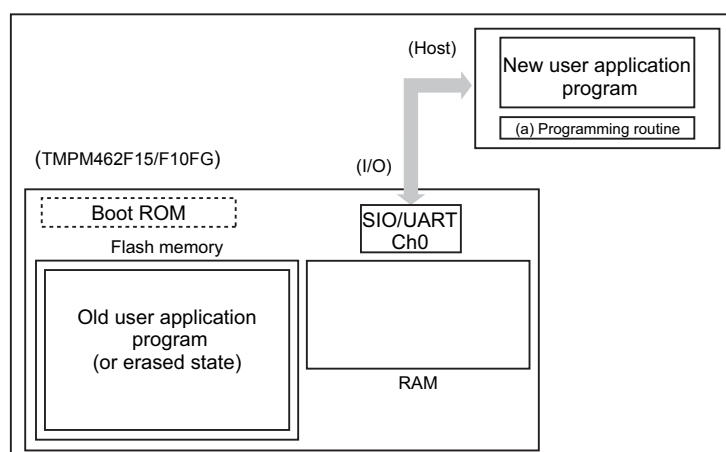 (Host)
New user application
program
(a) Programming routine
(TMPM462F15/F10FG)
(I/O)
Boot ROM
SIO/UART
Ch0
Flash memory
Old user application
program
(or erased state)
RAM